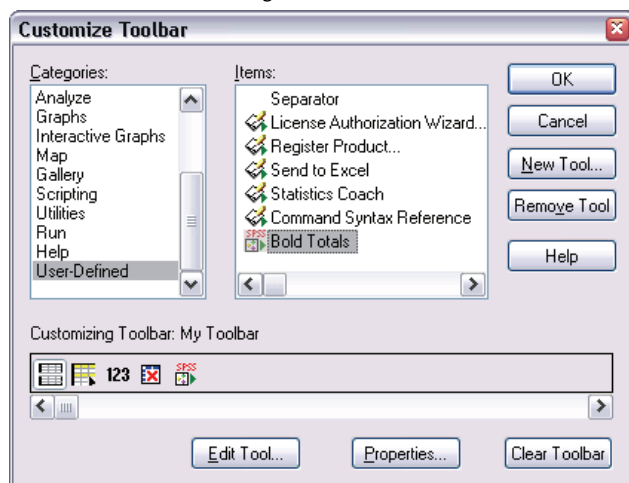 Customize Toolbar
Categories:
Analyze
Graphs
Interactive Graphs
Map
Gallery
Scripting
Utilities
Run
Help
User-Defined
Items:
Separator
License Authorization Wizard...
Register Product...
Send to Excel
Statistics Coach
Command Syntax Reference
SPSS
Bold Totals
OK
Cancel
New Tool...
Remove Tool
Help
Customizing Toolbar: My Toolbar
123
SPSS
Edit Tool...
Properties...
Clear Toolbar